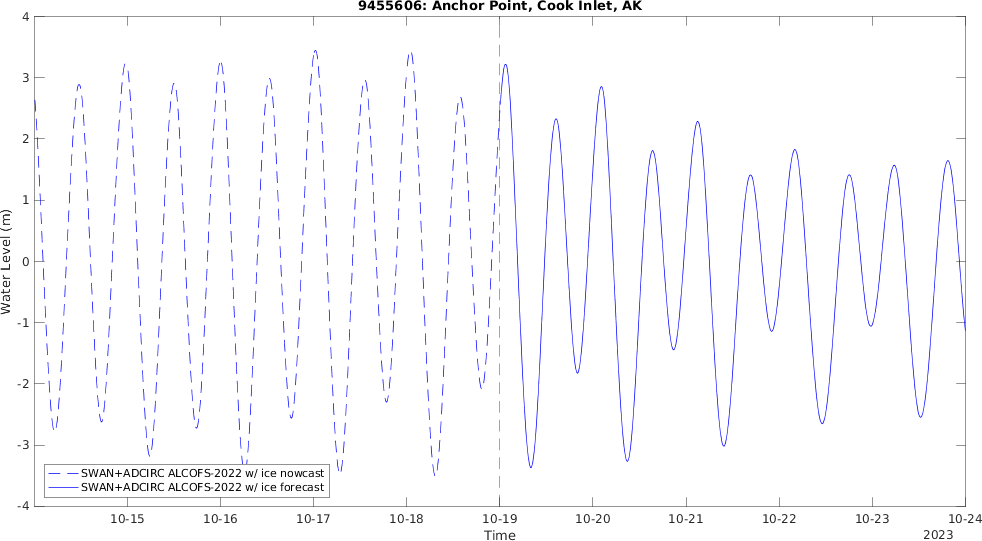 9455606: Anchor Point, Cook Inlet, AK
4
3
2
1
0
-1
-2
-3
-4
Water Level (m)
SWAN+ADCIRC ALCOFS-2022 w/ ice nowcast
SWAN+ADCIRC ALCOFS-2022 w/ ice forecast
10-15 10-16 10-17 10-18 10-19 10-20 10-21 10-22 10-23 10-24
Time
2023